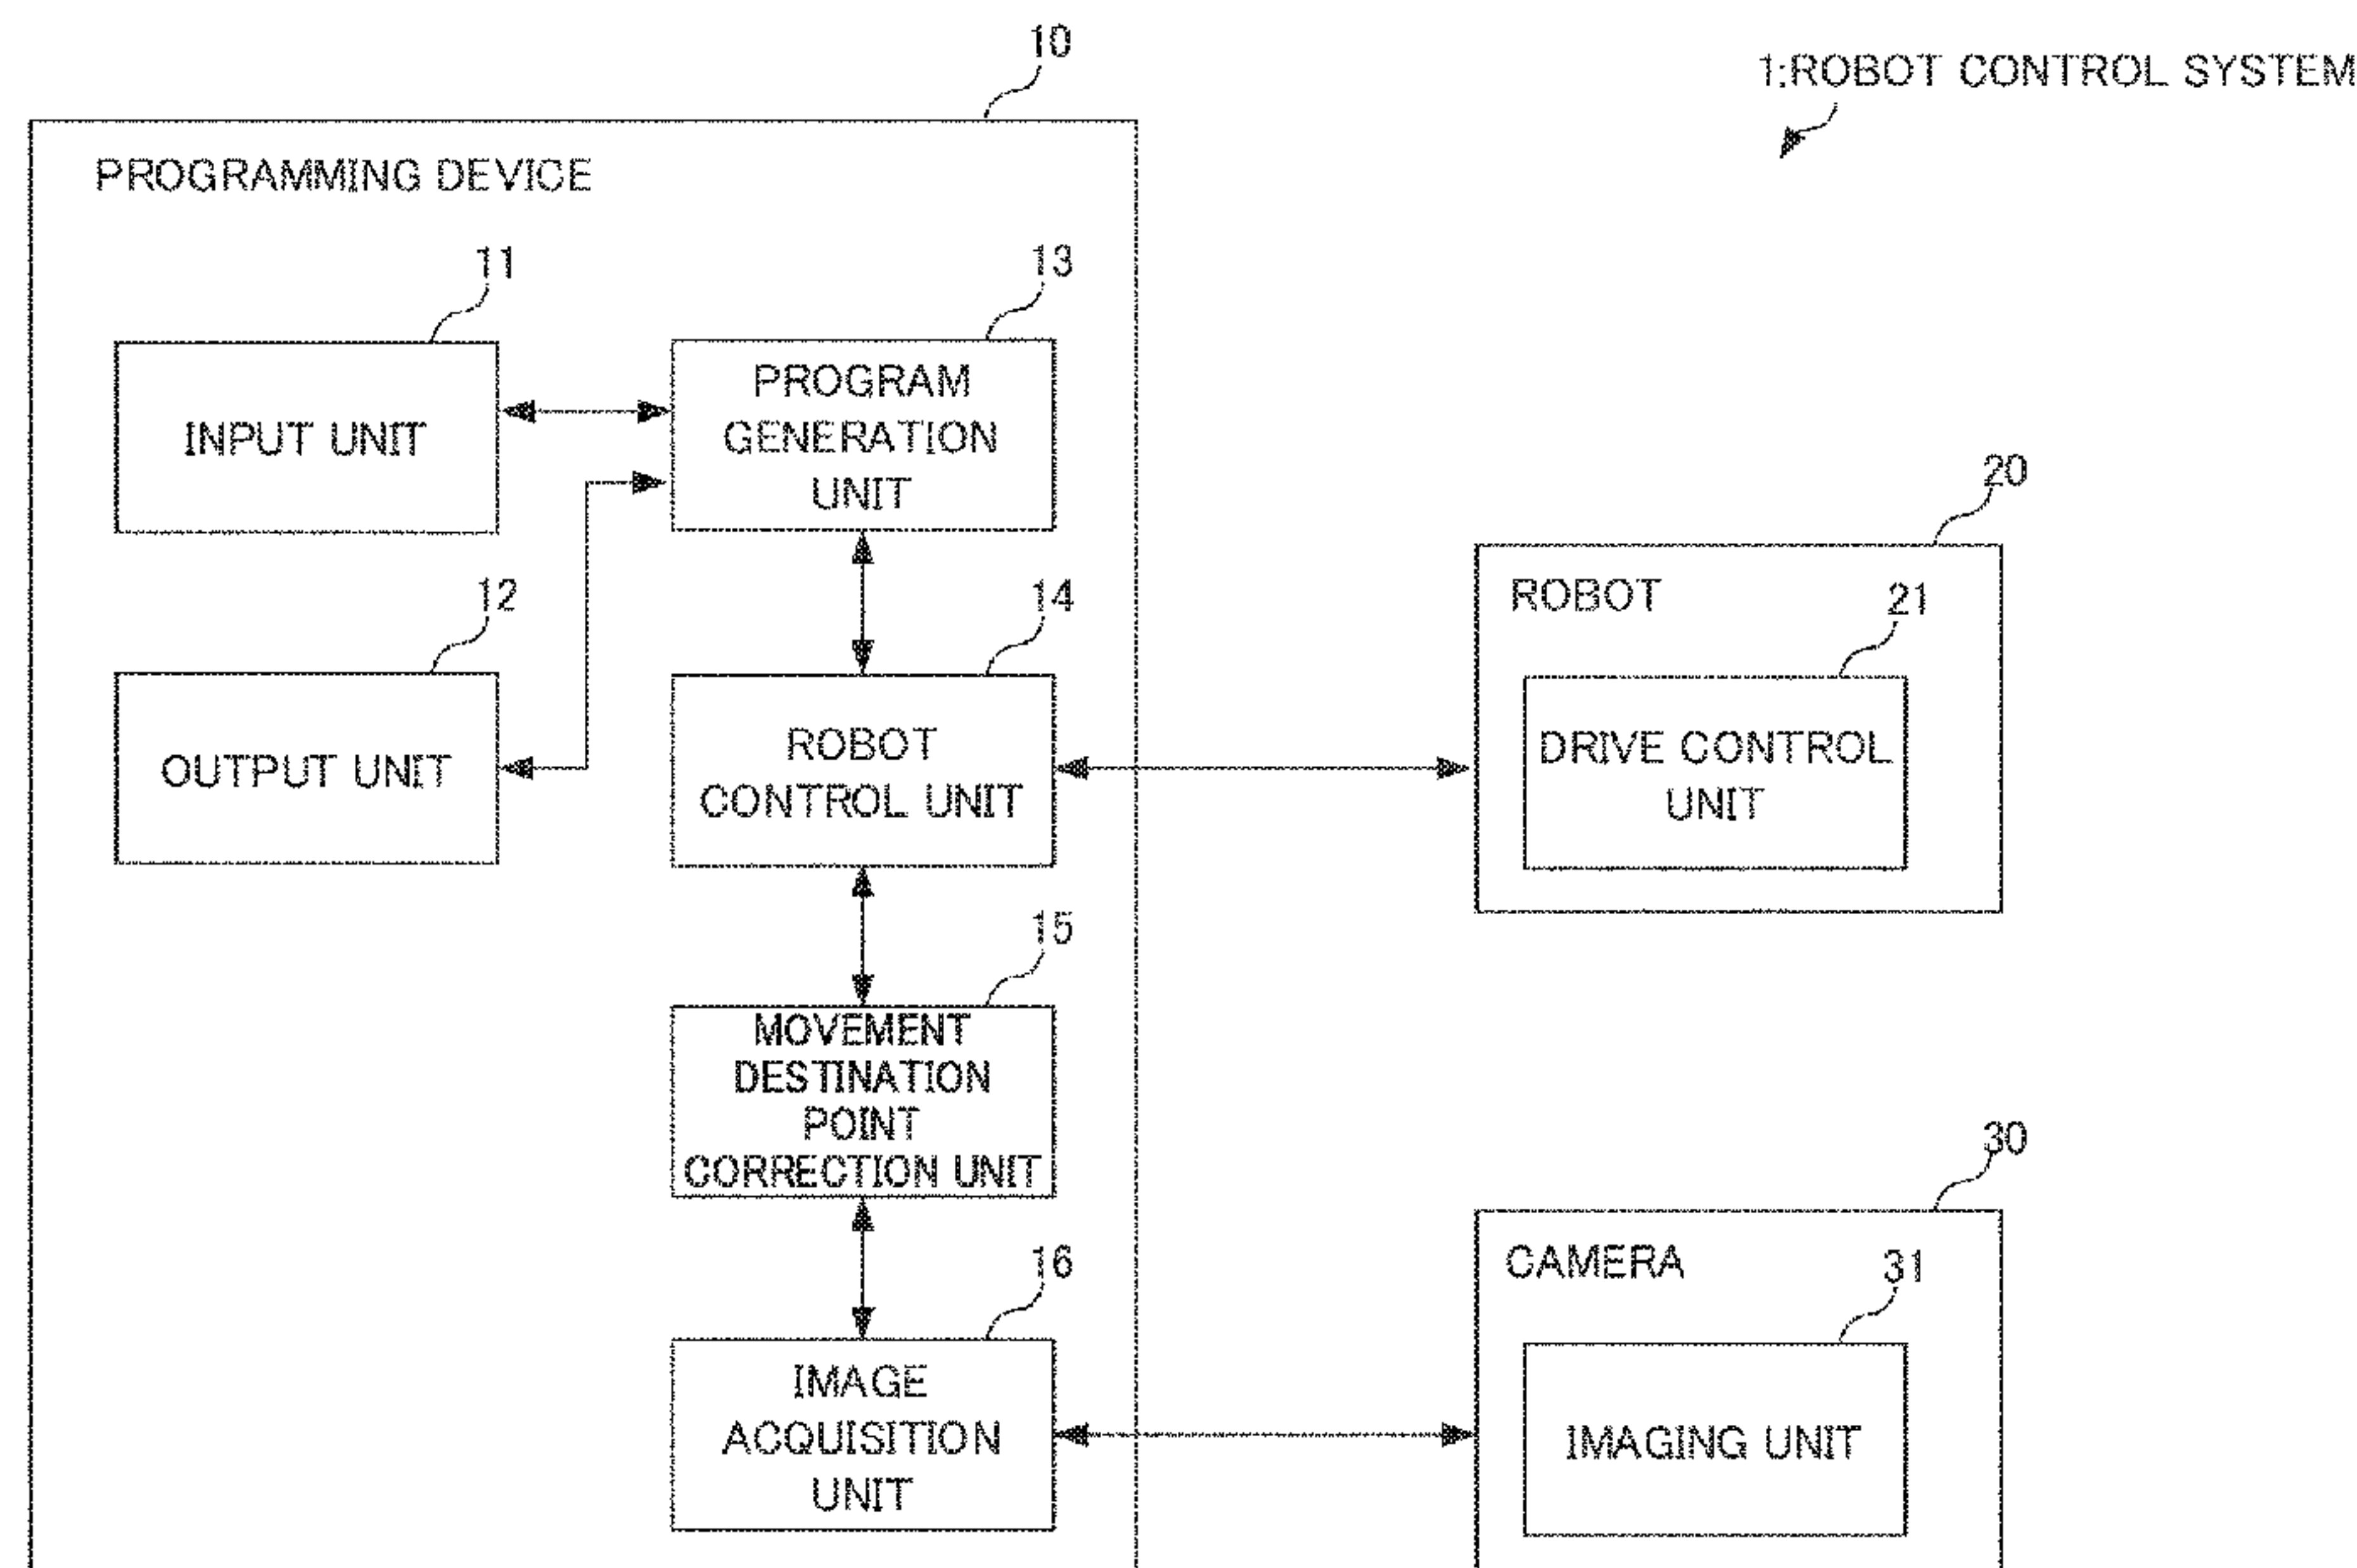 10
1:ROBOT CONTROL SYSTEM
PROGRAMMING DEVICE
11
INPUT UNIT
13
PROGRAM
GENERATION
UNIT
12
OUTPUT UNIT
14
ROBOT
CONTROL UNIT
15
MOVEMENT
DESTINATION
POINT
CORRECTION UNIT
16
IMAGE
ACQUISITION
UNIT
20
ROBOT
21
DRIVE CONTROL
UNIT
30
CAMERA
31
IMAGING UNIT